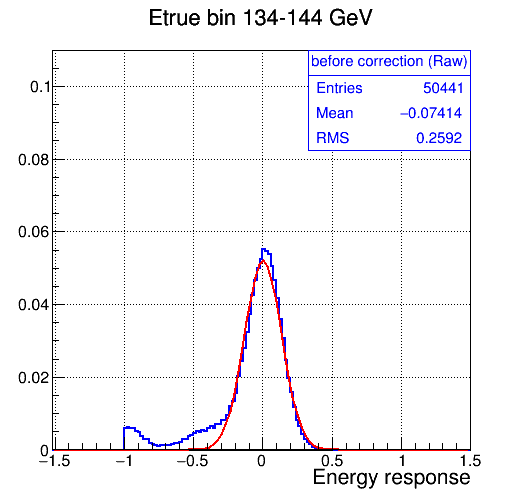 Etrue bin 134-144 GeV
before correction (Raw)
Entries 50441
Mean −0.07414
RMS 0.2592
0.1
0.08
0.06
0.04
0.02
0
−1.5 −1 −0.5 0 0.5 1 1.5
Energy response